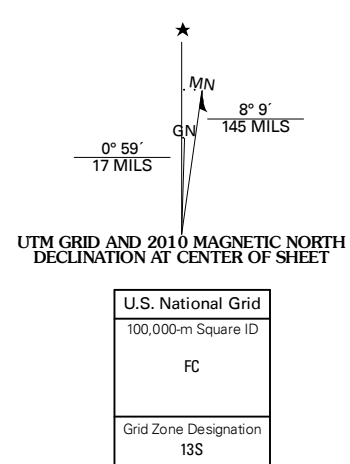 ★
MN
GN
8° 9´
145 MILS
0° 59´
17 MILS
UTM GRID AND 2010 MAGNETIC NORTH
DECLINATION AT CENTER OF SHEET
U.S. National Grid
100,000-m Square ID
FC
Grid Zone Designation
13S